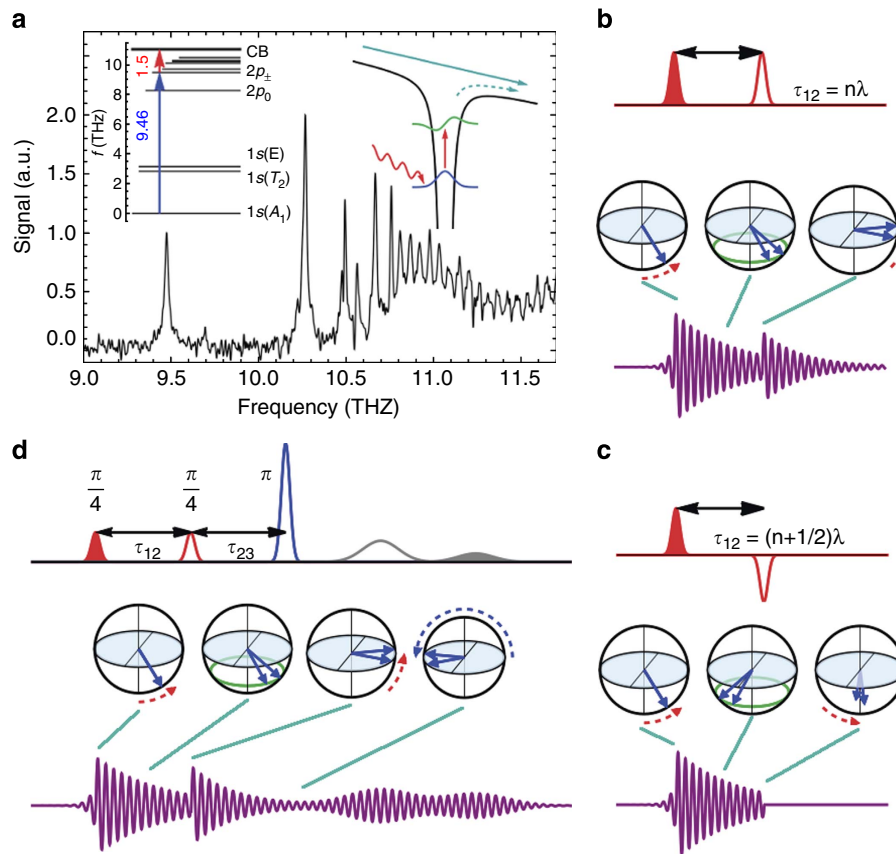 a
CB
2p±
2p0
1s(E)
1s(T2)
1s(A1)
1.5
9.46
f (THz)
10
8
6
4
2
0
Signal (a.u.)
2.0
1.5
1.0
0.5
0.0
9.0 9.5 10.0 10.5 11.0 11.5
Frequency (THZ)
b
τ12 = nλ
d
π/4 π/4 π
τ12 τ23
c
τ12 = (n+1/2)λ